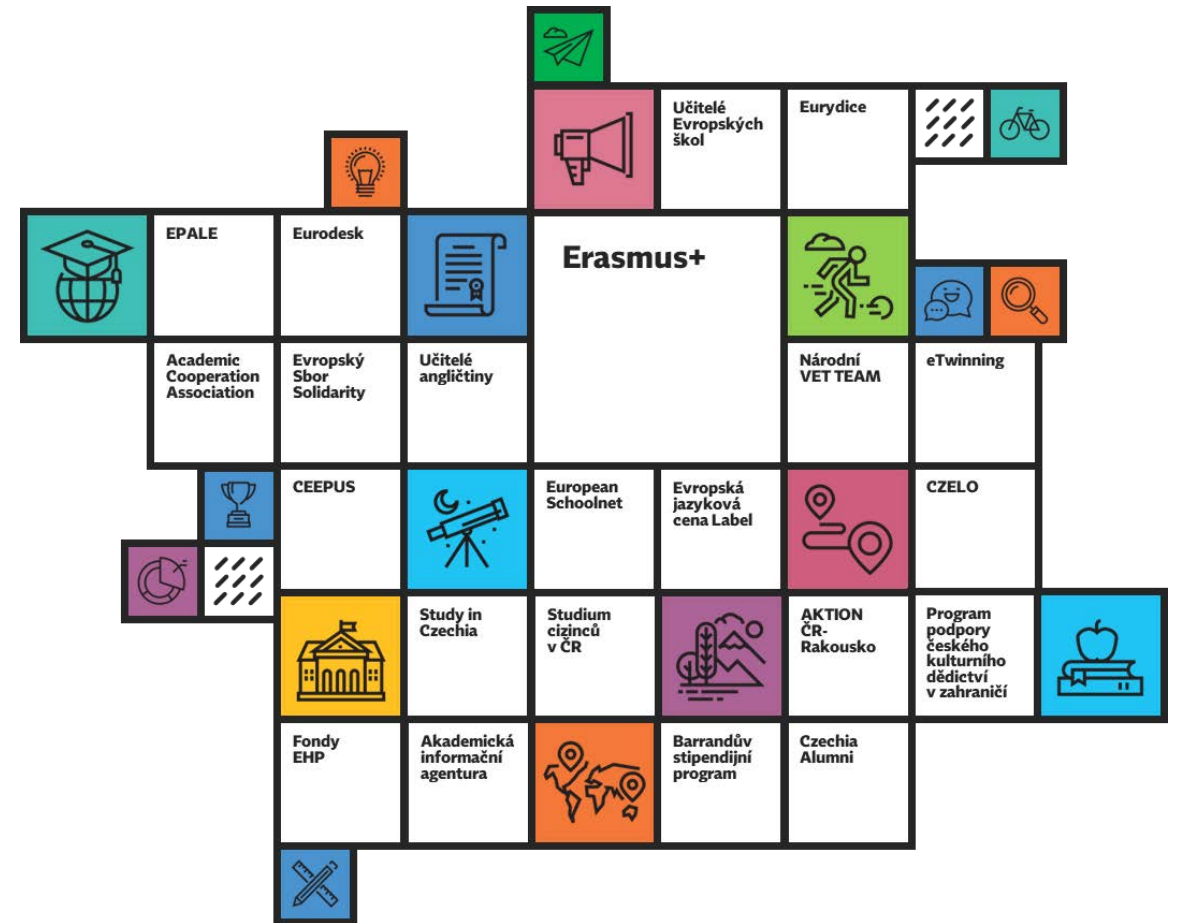 Učitelé
Evropských
škol
Eurydice
EPALE
Eurodesk
Erasmus+
Academic
Cooperation
Association
Evropský
Sbor
Solidarity
Učitelé
angličtiny
Národní
VET TEAM
eTwinning
CEEPUS
European
Schoolnet
Evropská
jazyková
cena Label
CZELO
Study in
Czechia
Studium
cizinců
v ČR
AKTION
ČR-
Rakousko
Program
podpory
českého
kulturního
dědictví
v zahraničí
Fondy
EHP
Akademická
informační
agentura
Barrandův
stipendijní
program
Czechia
Alumni